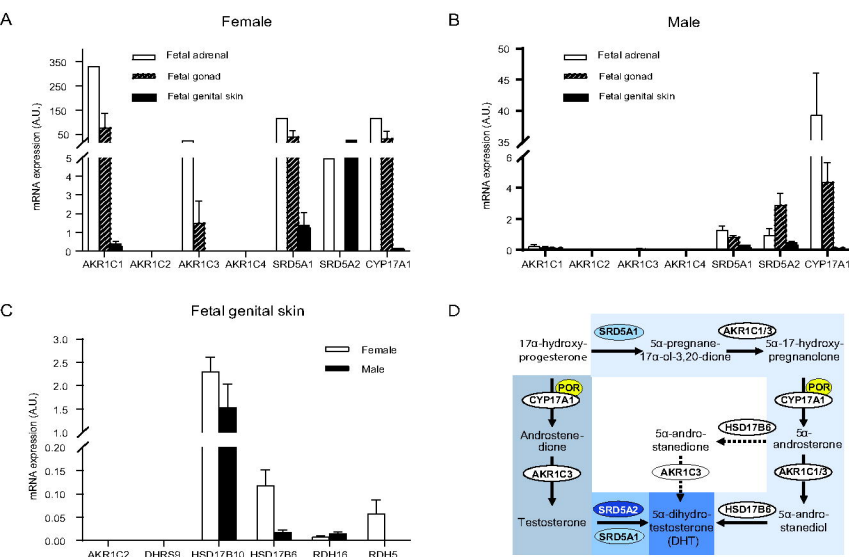 A
Female
Fetal adrenal
Fetal gonad
Fetal genital skin
mRNA expression (A.U.)
350
250
150
50
5
4
3
2
1
0
AKR1C1 AKR1C2 AKR1C3 AKR1C4 SRD5A1 SRD5A2 CYP17A1
B
Male
Fetal adrenal
Fetal gonad
Fetal genital skin
mRNA expression (A.U.)
50
45
40
35
6
4
2
0
AKR1C1 AKR1C2 AKR1C3 AKR1C4 SRD5A1 SRD5A2 CYP17A1
C
Fetal genital skin
Female
Male
mRNA expression (A.U.)
3.0
2.5
2.0
1.5
1.0
0.20
0.15
0.10
0.05
0.00
AKR1C2 DHRS9 HSD17B10 HSD17B6 RDH16 RDH5
D
17α-hydroxy-
progesterone
SRD5A1
5α-pregnane-
17α-ol-3,20-dione
AKR1C1/3
5α-17-hydroxy-
pregnanolone
POR
CYP17A1
POR
CYP17A1
Androstene-
dione
5α-andro-
stanedione
HSD17B6
5α-
androsterone
AKR1C3
AKR1C3
AKR1C1/3
Testosterone
SRD5A2
SRD5A1
5α-dihydro-
testosterone
(DHT)
HSD17B6
5α-andro-
stanediol